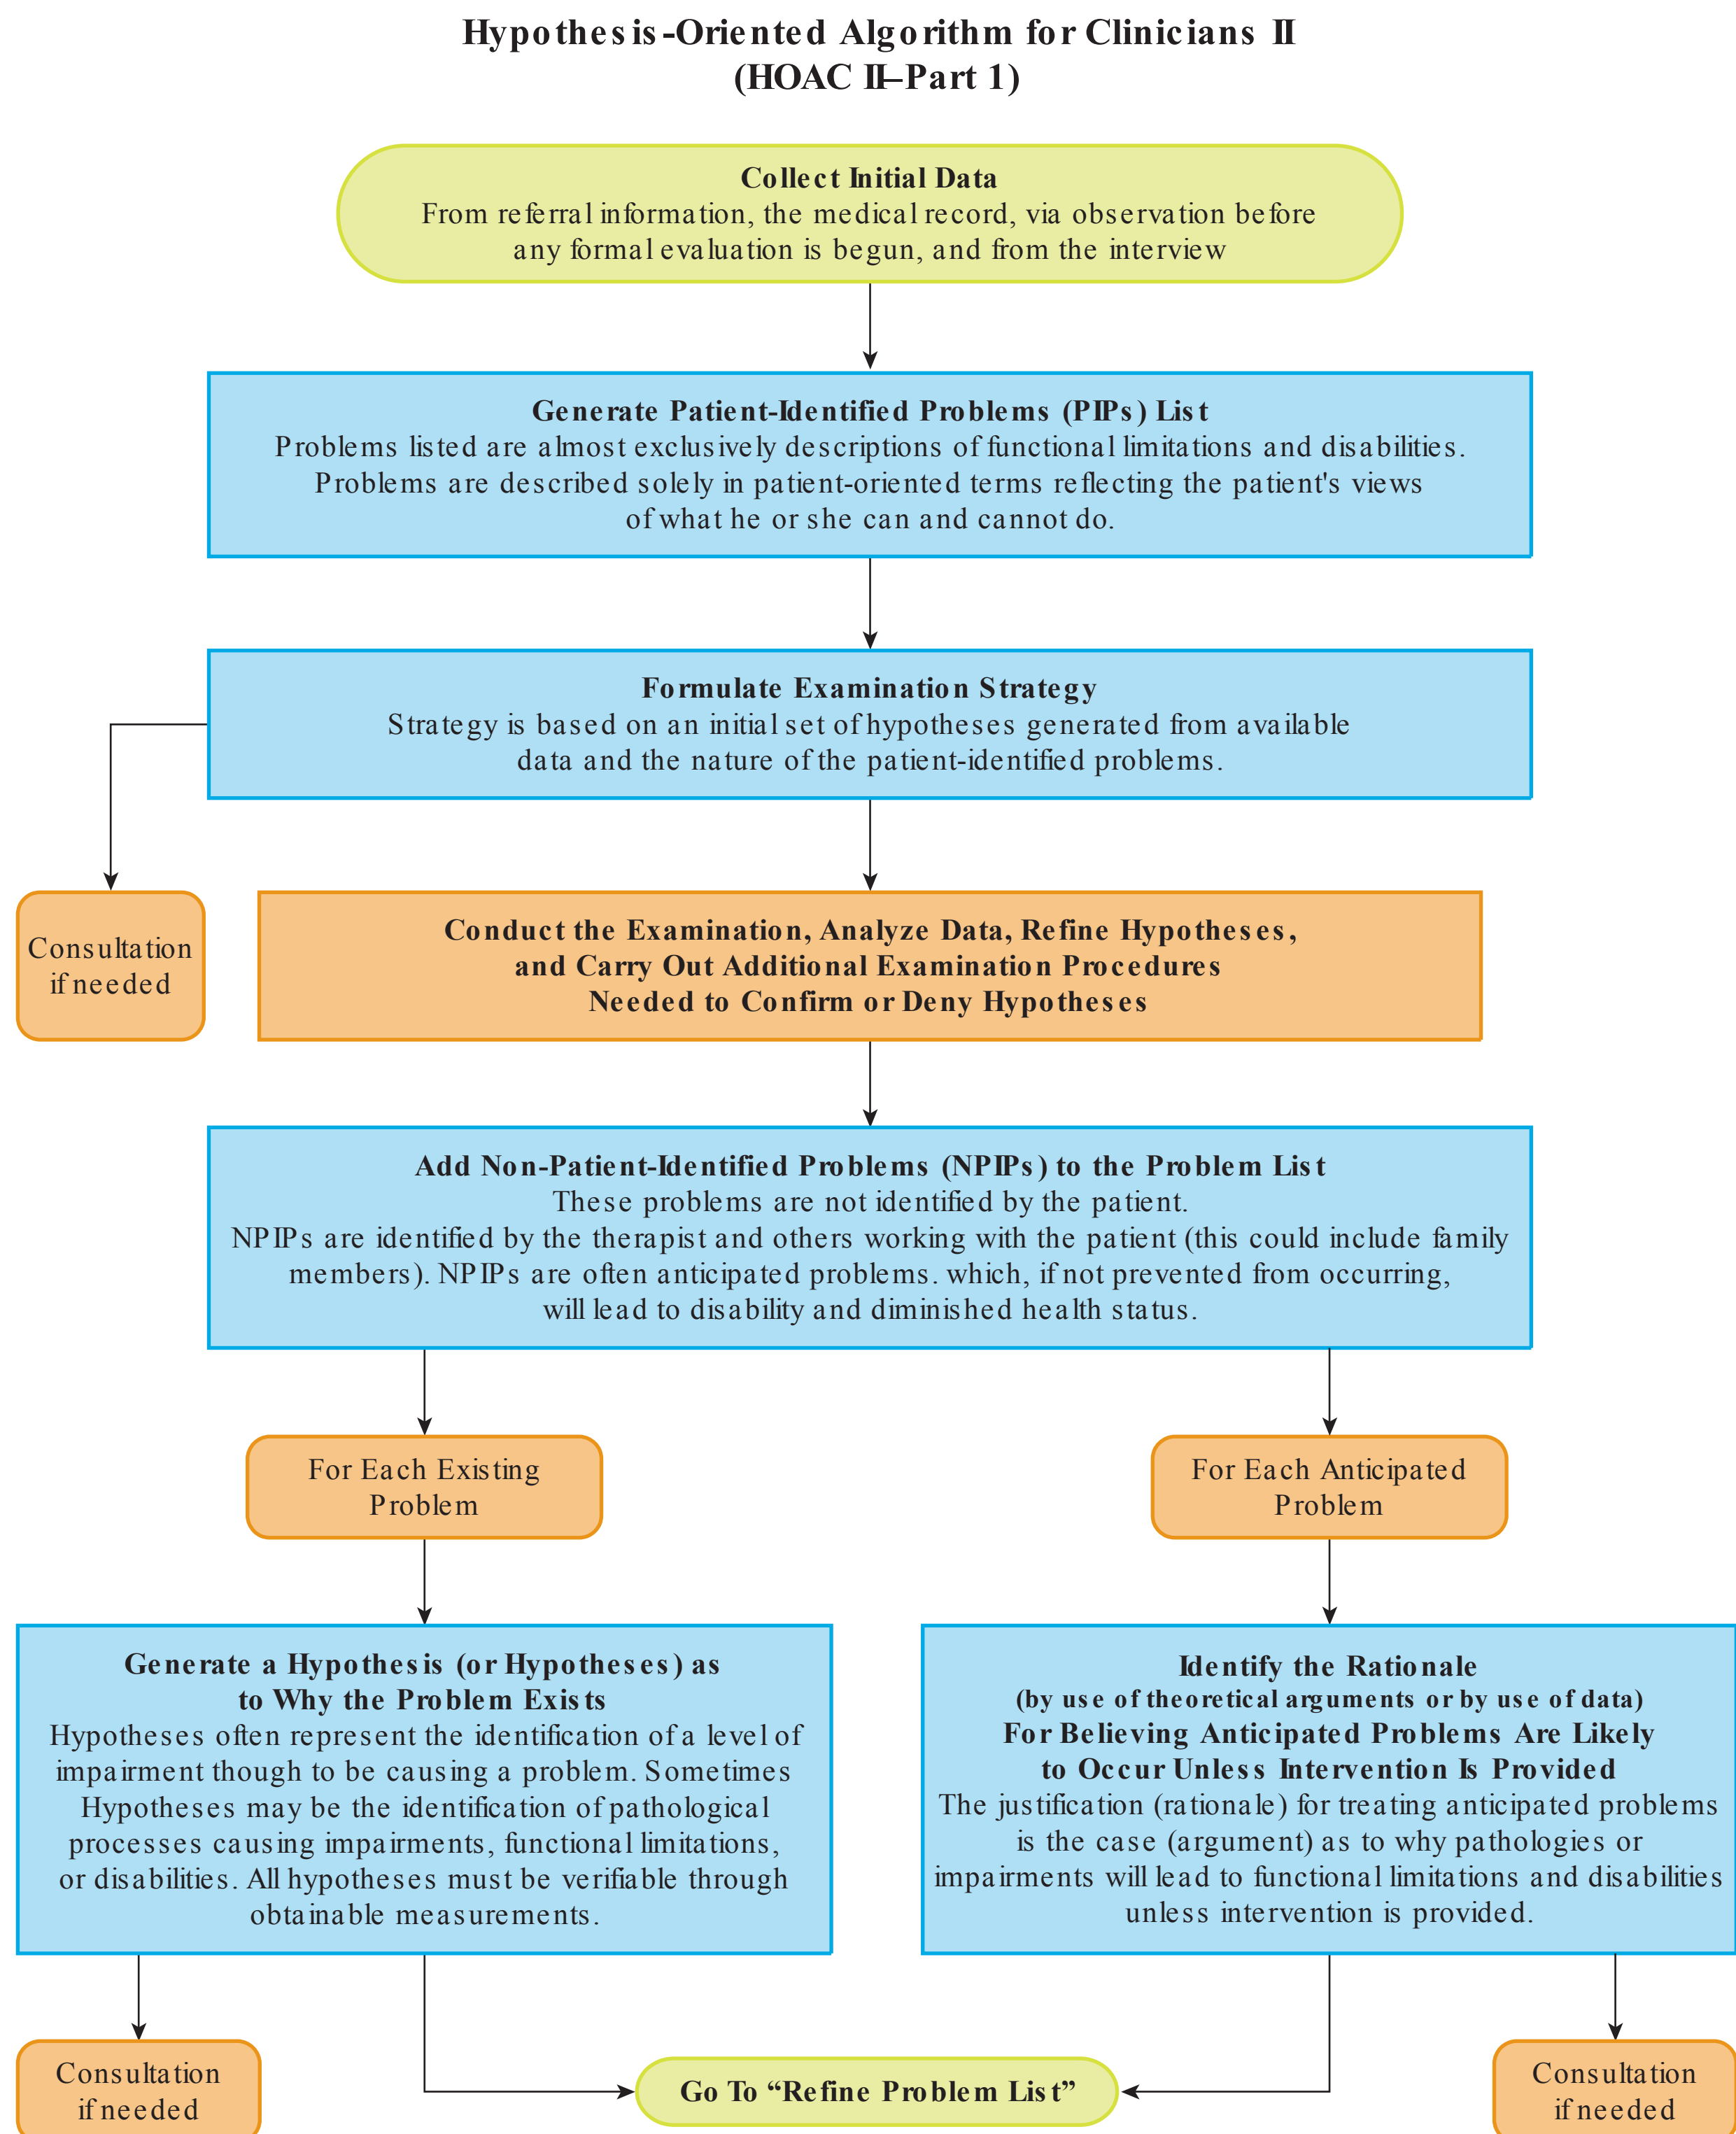 Hypothesis-Oriented Algorithm for Clinicians II
(HOAC II–Part 1)
Collect Initial Data
From referral information, the medical record, via observation before
any formal evaluation is begun, and from the interview
Generate Patient-Identified Problems (PIPs) List
Problems listed are almost exclusively descriptions of functional limitations and disabilities.
Problems are described solely in patient-oriented terms reflecting the patient's views
of what he or she can and cannot do.
Formulate Examination Strategy
Strategy is based on an initial set of hypotheses generated from available
data and the nature of the patient-identified problems.
Consultation
if needed
Conduct the Examination, Analyze Data, Refine Hypotheses,
and Carry Out Additional Examination Procedures
Needed to Confirm or Deny Hypotheses
Add Non-Patient-Identified Problems (NPIPs) to the Problem List
These problems are not identified by the patient.
NPIPs are identified by the therapist and others working with the patient (this could include family
members). NPIPs are often anticipated problems. which, if not prevented from occurring,
will lead to disability and diminished health status.
For Each Existing
Problem
For Each Anticipated
Problem
Generate a Hypothesis (or Hypotheses) as
to Why the Problem Exists
Hypotheses often represent the identification of a level of
impairment though to be causing a problem. Sometimes
Hypotheses may be the identification of pathological
processes causing impairments, functional limitations,
or disabilities. All hypotheses must be verifiable through
obtainable measurements.
Identify the Rationale
(by use of theoretical arguments or by use of data)
For Believing Anticipated Problems Are Likely
to Occur Unless Intervention Is Provided
The justification (rationale) for treating anticipated problems
is the case (argument) as to why pathologies or
impairments will lead to functional limitations and disabilities
unless intervention is provided.
Consultation
if needed
Go To “Refine Problem List”
Consultation
if needed